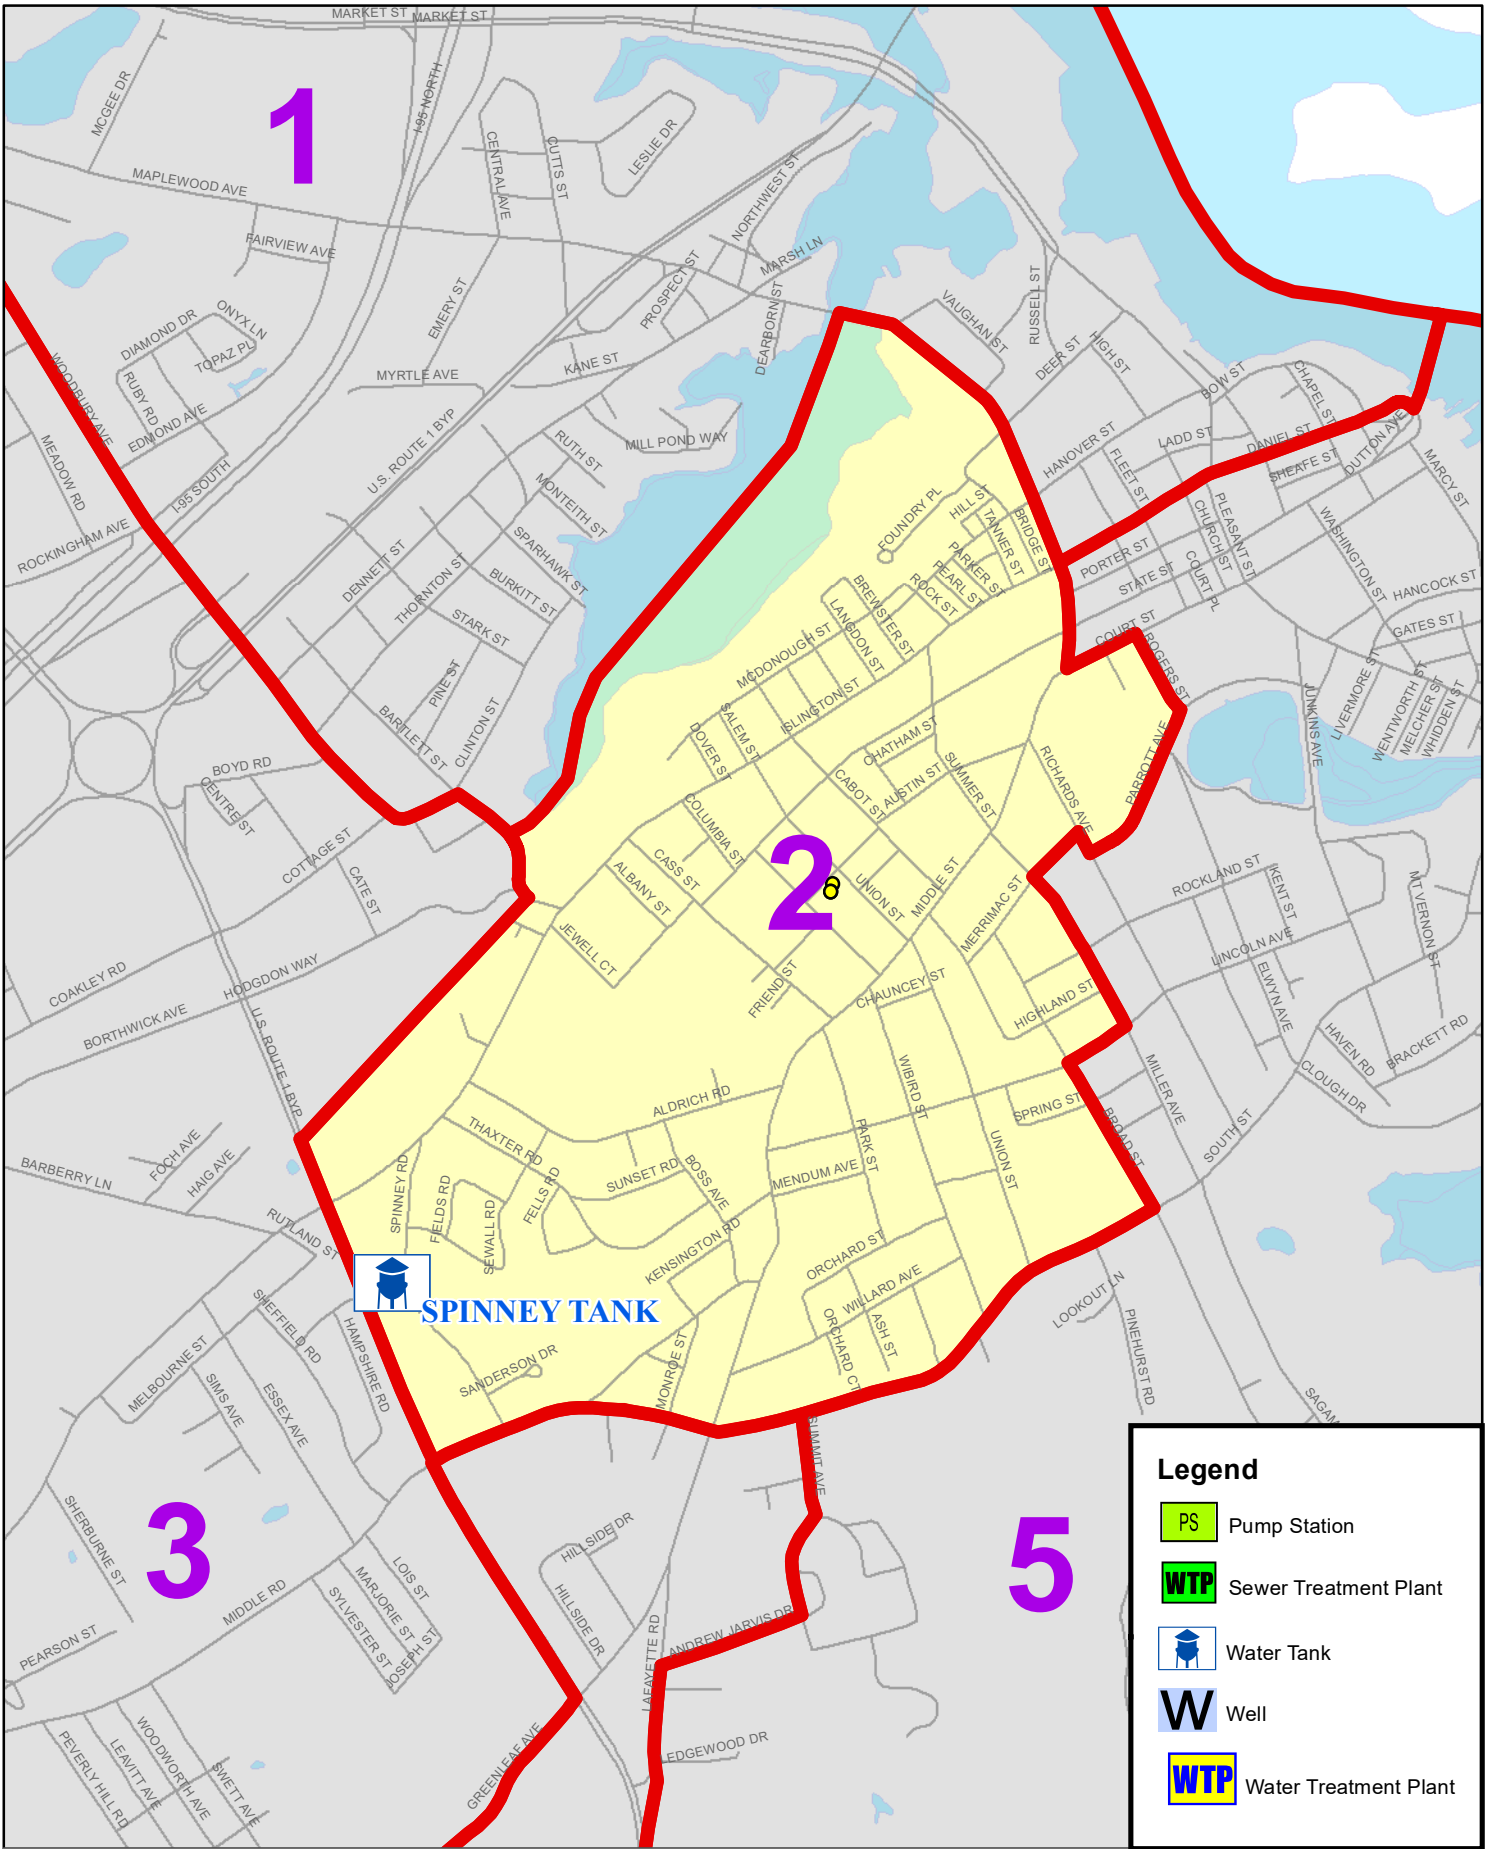 MARKET ST
MARKET ST
MCGEE DR
1
I-95 NORTH
CENTRAL AVE
CUTTS ST
LESLIE DR
MAPLEWOOD AVE
NORTHWEST ST
FAIRVIEW AVE
MARSH LN
PROSPECT ST
DEARBORN ST
EMERY ST
ONYX LN
DIAMOND DR
TOPAZ PL
RUBY RD
EDMOND AVE
WOODBURY AVE
MEADOW RD
MYRTLE AVE
KANE ST
VAUGHAN ST
RUSSELL ST
DEER ST
HIGH ST
BOW ST
CHAPEL ST
U.S. ROUTE 1 BYP
MILL POND WAY
RUTH ST
MONTEITH ST
I-95 SOUTH
ROCKINGHAM AVE
HANOVER ST
LADD ST
DANIEL ST
FLEET ST
SHEAFE ST
DUTTON AVE
MARCY ST
SPARHAWK ST
DENNETT ST
THORNTON ST
BURKITT ST
STARK ST
FOUNDRY PL
HILL ST
TANNER ST
BRIDGE ST
PARKER ST
PEARL ST
ROCK ST
PORTER ST
STATE ST
CHURCH ST
PLEASANT ST
COURT PL
WASHINGTON ST
HANCOCK ST
GATES ST
COURT ST
ROGERS ST
BREWSTER ST
LANGDON ST
MCDONOUGH ST
ISLINGTON ST
PINE ST
BARTLETT ST
CLINTON ST
SALEM ST
DOVER ST
CHATHAM ST
CABOT ST
AUSTIN ST
SUMMER ST
RICHARDS AVE
PARROTT AVE
JUNKINS AVE
LIVERMORE ST
WENTWORTH ST
MELCHER ST
WHIDDEN ST
BOYD RD
CENTRE ST
COTTAGE ST
CATE ST
COLUMBIA ST
CASS ST
ALBANY ST
2
UNION ST
MIDDLE ST
MERRIMAC ST
JEWELL CT
FRIEND ST
CHAUNCEY ST
HIGHLAND ST
ROCKLAND ST
KENT ST
LINCOLN AVE
ELWYN AVE
MT VERNON ST
HAVEN RD
BRACKETT RD
CLOUGH DR
COAKLEY RD
HODGDON WAY
BORTHWICK AVE
U.S. ROUTE 1 BYP
ALDRICH RD
WIBIRD ST
SPRING ST
MILLER AVE
BROAD ST
SOUTH ST
FOCH AVE
HAIG AVE
BARBERRY LN
RUTLAND ST
THAXTER RD
SPINNEY RD
FIELDS RD
SEWALL RD
FELLS RD
SUNSET RD
BOSS AVE
MENDUM AVE
PARK ST
UNION ST
KENSINGTON RD
ORCHARD ST
WILLARD AVE
ORCHARD CT
ASH ST
SPINNEY TANK
SANDERSON DR
MONROE ST
LOOKOUT LN
PINEHURST RD
SAGAM
SHEFFIELD RD
HAMPSHIRE RD
MELBOURNE ST
SIMS AVE
ESSEX AVE
SUMMIT AVE
3
SHERBURNE ST
LOIS ST
MARJORIE ST
SYLVESTER ST
JOSEPH ST
MIDDLE RD
PEARSON ST
HILLSIDE DR
HILLSIDE DR
LAFAYETTE RD
ANDREW JARVIS DR
5
PEVERLY HILL RD
LEAVITT AVE
WOODWORTH AVE
SWETT AVE
GREENLEAF AVE
EDGEWOOD DR
Legend
PS Pump Station
WTP Sewer Treatment Plant
Water Tank
W Well
WTP Water Treatment Plant